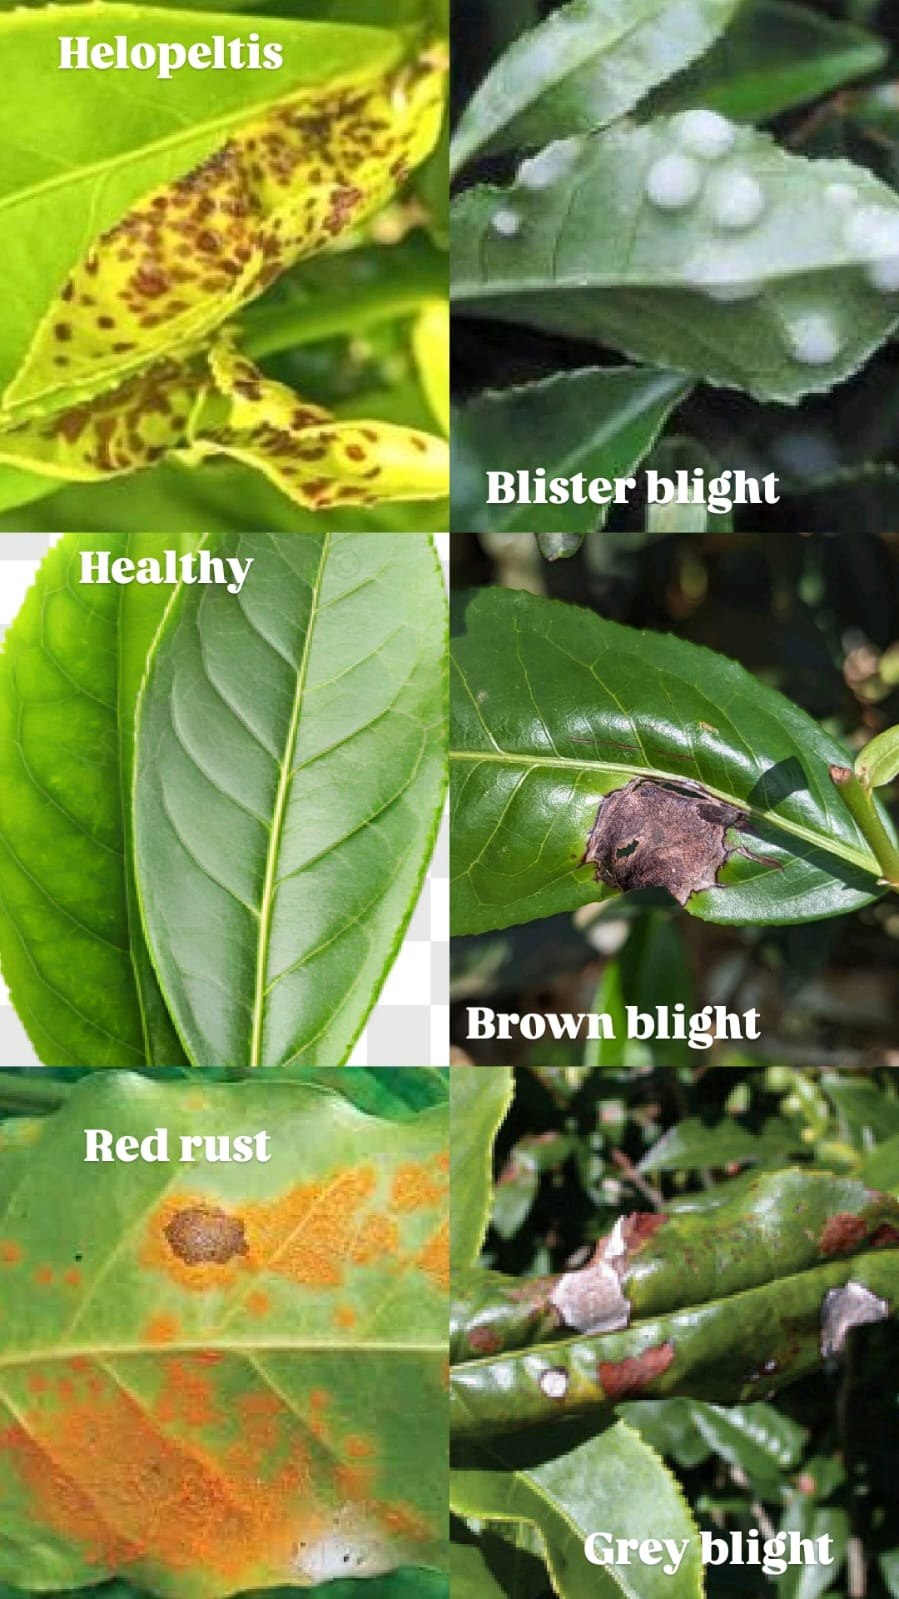 Helopeltis
Blister blight
Healthy
Brown blight
Red rust
Grey blight